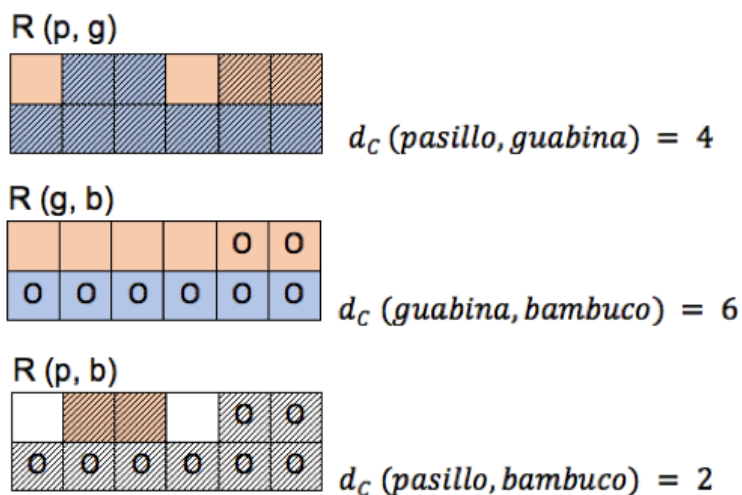 R (p, g)
d_C (pasillo, guabina) = 4
R (g, b)
O O
O O O O O O
d_C (guabina, bambuco) = 6
R (p, b)
O O
O O O O O O
d_C (pasillo, bambuco) = 2